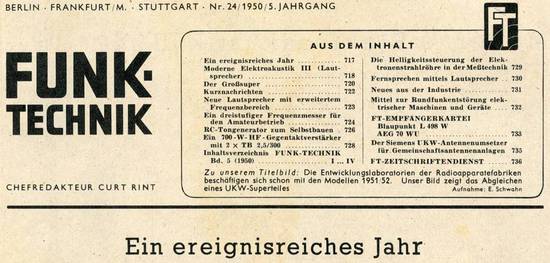 BERLIN - FRANKFURT/M. - STUTTGART - Nr. 24/1950/5. JAHRGANG
FT
FUNK-
TECHNIK
CHEFREDAKTEUR CURT RINT
AUS DEM INHALT
Ein ereignisreiches Jahr 717
Moderne Elektroakustik III (Laut-
sprecher) 718
Der Großsuper 720
Kurznachrichten 722
Neue Lautsprecher mit erweitertem
Frequenzbereich 723
Ein dreistufiger Frequenzmesser für
den Amateurbetrieb 724
RC-Tongenerator zum Selbstbauen 726
Ein 700-W-HF-Gegentaktverstärker
mit 2 × TB 2,5/300 728
Inhaltsverzeichnis FUNK-TECHNIK
Bd. 5 (1950) I ... IV
Die Helligkeitssteuerung der Elek-
tronenstrahlröhre in der Meßtechnik 729
Fernsprechen mittels Lautsprecher 730
Neues aus der Industrie 731
Mittel zur Rundfunkentstörung elek-
trischer Maschinen und Geräte 732
FT-EMPFÄNGERKARTEI
Blaupunkt L 498 W
AEG 70 WU 733
Der Siemens UKW-Antennenumsetzer
für Gemeinschaftsantennenanlagen 735
FT-ZEITSCHRIFTENDIENST 736
Zu unserem Titelbild: Die Entwicklungslaboratorien der Radioapparatefabriken
beschäftigen sich schon mit den Modellen 1951/52. Unser Bild zeigt das Abgleichen
eines UKW-Superteiles
Aufnahme: E. Schwahn
Ein ereignisreiches Jahr